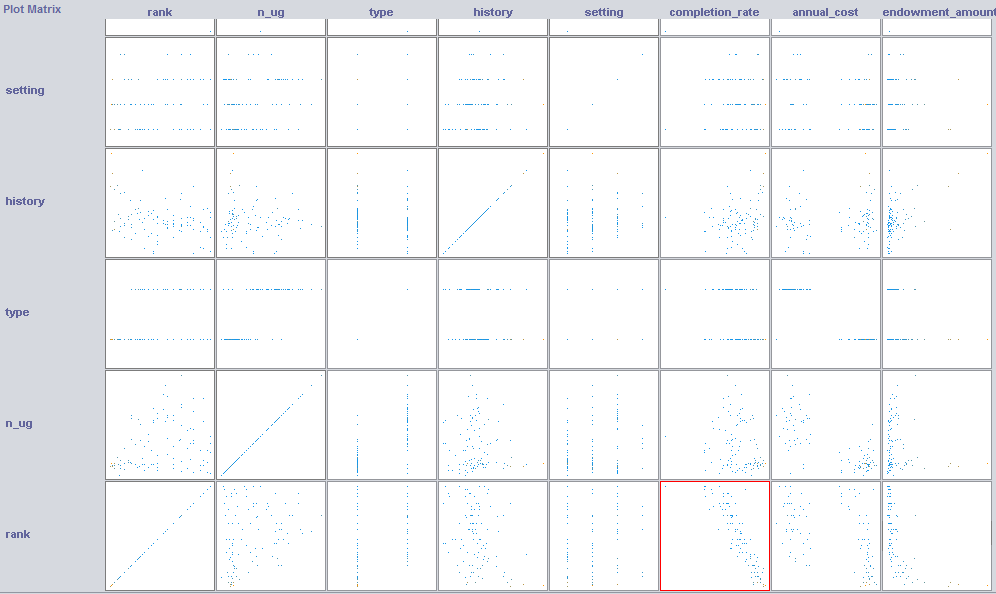 Plot Matrix
rank n_ug type history setting completion_rate annual_cost endowment_amount
setting
history
type
n_ug
rank